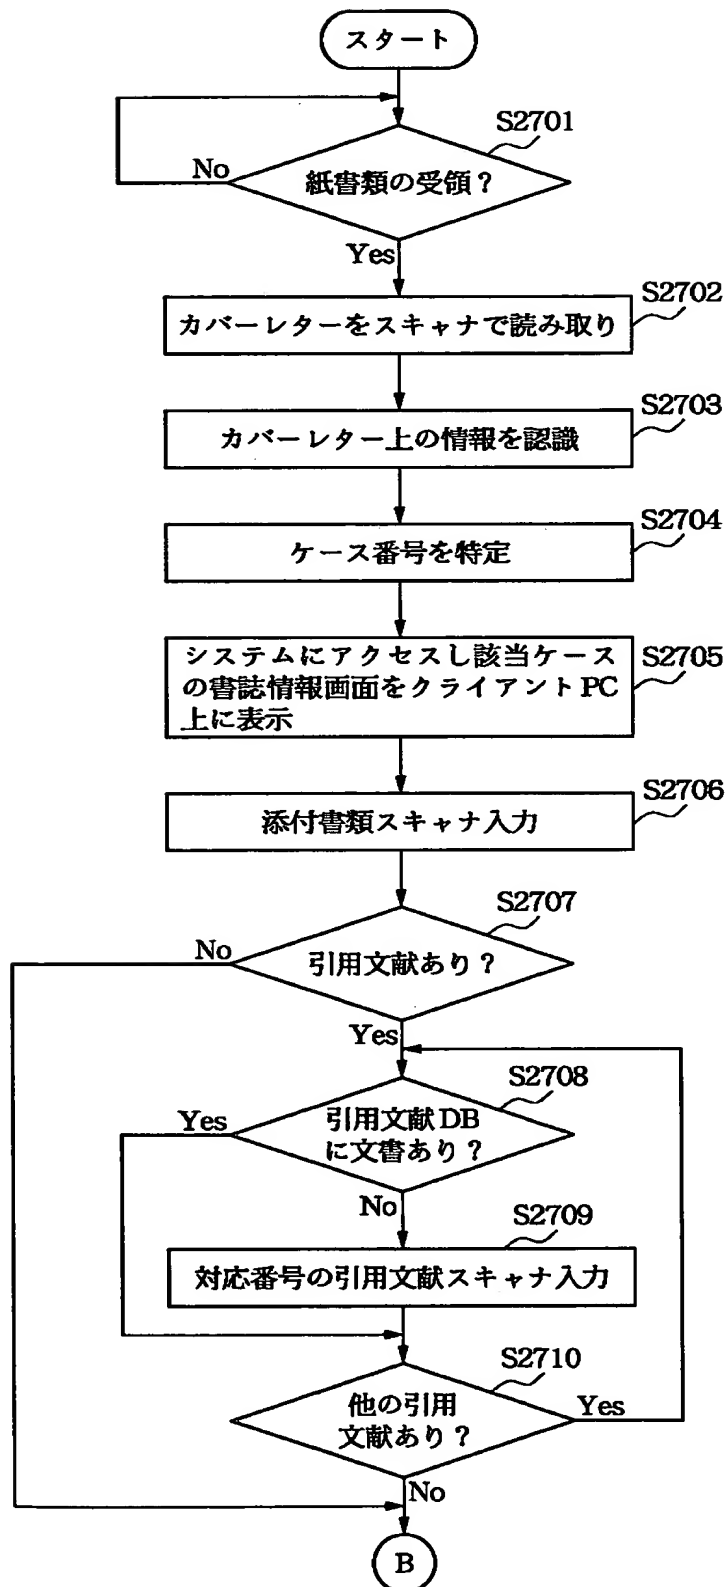 スタート
S2701
No
紙書類の受領?
Yes
S2702
カバーレターをスキャナで読み取り
S2703
カバーレター上の情報を認識
S2704
ケース番号を特定
S2705
システムにアクセスし該当ケース
の書誌情報画面をクライアントPC
上に表示
S2706
添付書類スキャナ入力
S2707
No
引用文献あり?
Yes
S2708
Yes
引用文献DB
に文書あり?
No
S2709
対応番号の引用文献スキャナ入力
S2710
他の引用
文献あり?
Yes
No
B